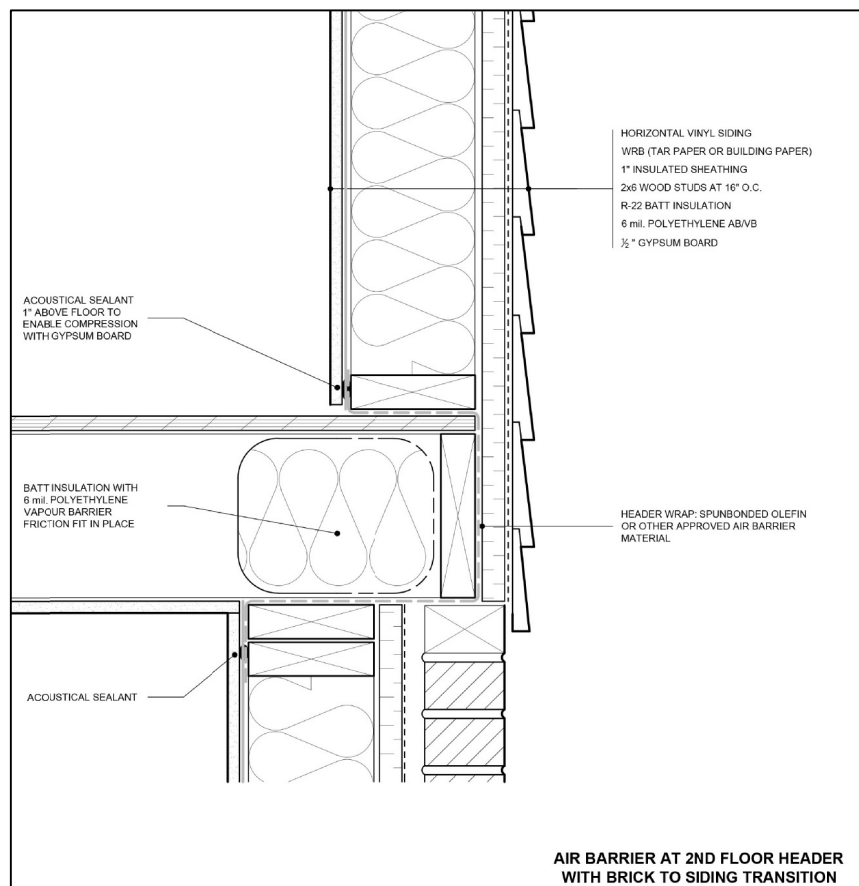 HORIZONTAL VINYL SIDING
WRB (TAR PAPER OR BUILDING PAPER)
1" INSULATED SHEATHING
2x6 WOOD STUDS AT 16" O.C.
R-22 BATT INSULATION
6 mil. POLYETHYLENE AB/VB
½ " GYPSUM BOARD
ACOUSTICAL SEALANT
1" ABOVE FLOOR TO
ENABLE COMPRESSION
WITH GYPSUM BOARD
BATT INSULATION WITH
6 mil. POLYETHYLENE
VAPOUR BARRIER
FRICTION FIT IN PLACE
HEADER WRAP: SPUNBONDED OLEFIN
OR OTHER APPROVED AIR BARRIER
MATERIAL
ACOUSTICAL SEALANT
AIR BARRIER AT 2ND FLOOR HEADER
WITH BRICK TO SIDING TRANSITION